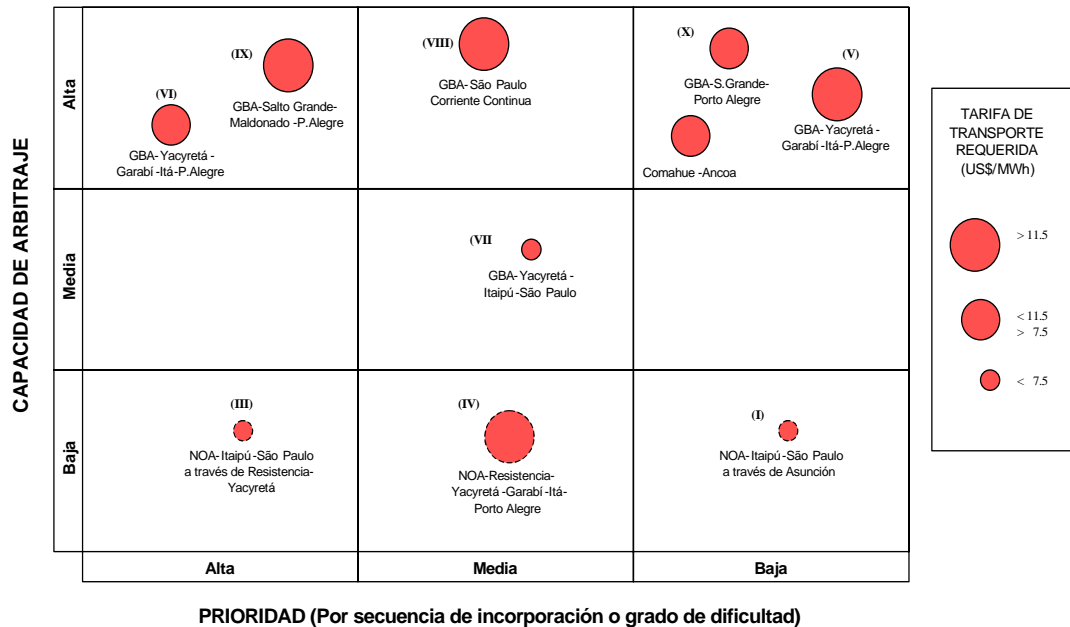 CAPACIDAD DE ARBITRAJE
Alta
(VI)
GBA- Yacyretá -
Garabí -Itá-P.Alegre
(IX)
GBA-Salto Grande-
Maldonado -P.Alegre
(VIII)
GBA- São Paulo
Corriente Continua
(X)
GBA-S.Grande-
Porto Alegre
(V)
GBA- Yacyretá -
Garabí -Itá-P.Alegre
Comahue -Ancoa
Media
(VII
GBA- Yacyretá -
Itaipú -São Paulo
Baja
(III)
NOA- Itaipú -São Paulo
a través de Resistencia-
Yacyretá
(IV)
NOA-Resistencia-
Yacyretá -Garabí -Itá-
Porto Alegre
(I)
NOA- Itaipú -São Paulo
a través de Asunción
Alta
Media
Baja
PRIORIDAD (Por secuencia de incorporación o grado de dificultad)
TARIFA DE
TRANSPORTE
REQUERIDA
(US$/MWh)
> 11.5
< 11.5
> 7.5
< 7.5